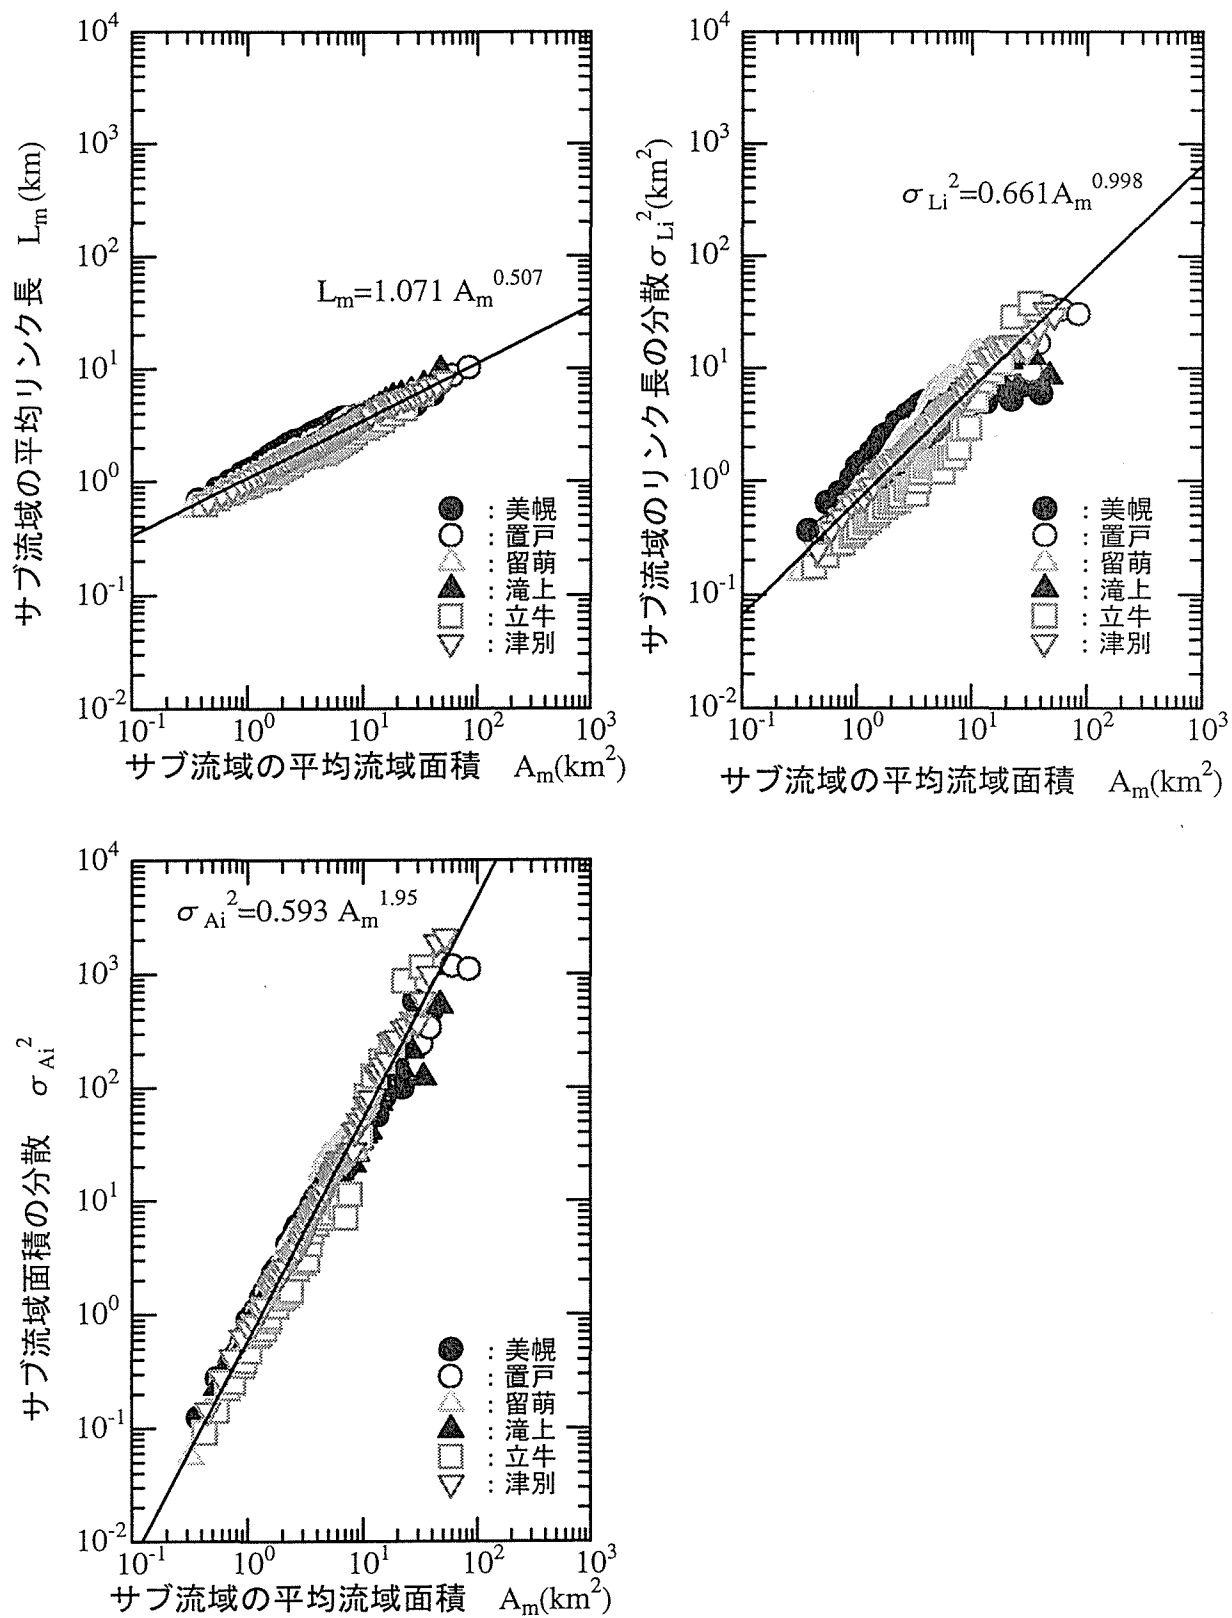 10^4
10^3
10^2
10^1
10^0
10^-1
10^-2
サブ流域の平均リンク長 L_m(km)
L_m=1.071 A_m^0.507
● : 美幌
○ : 置戸
△ : 留萌
▲ : 滝上
□ : 立牛
▽ : 津別
10^-1 10^0 10^1 10^2 10^3
サブ流域の平均流域面積 A_m(km^2)
10^4
10^3
10^2
10^1
10^0
10^-1
10^-2
サブ流域のリンク長の分散σ_Li^2(km^2)
σ_Li^2=0.661A_m^0.998
● : 美幌
○ : 置戸
△ : 留萌
▲ : 滝上
□ : 立牛
▽ : 津別
10^-1 10^0 10^1 10^2 10^3
サブ流域の平均流域面積 A_m(km^2)
10^4
10^3
10^2
10^1
10^0
10^-1
10^-2
サブ流域面積の分散 σ_Ai^2
σ_Ai^2=0.593 A_m^1.95
● : 美幌
○ : 置戸
△ : 留萌
▲ : 滝上
□ : 立牛
▽ : 津別
10^-1 10^0 10^1 10^2 10^3
サブ流域の平均流域面積 A_m(km^2)